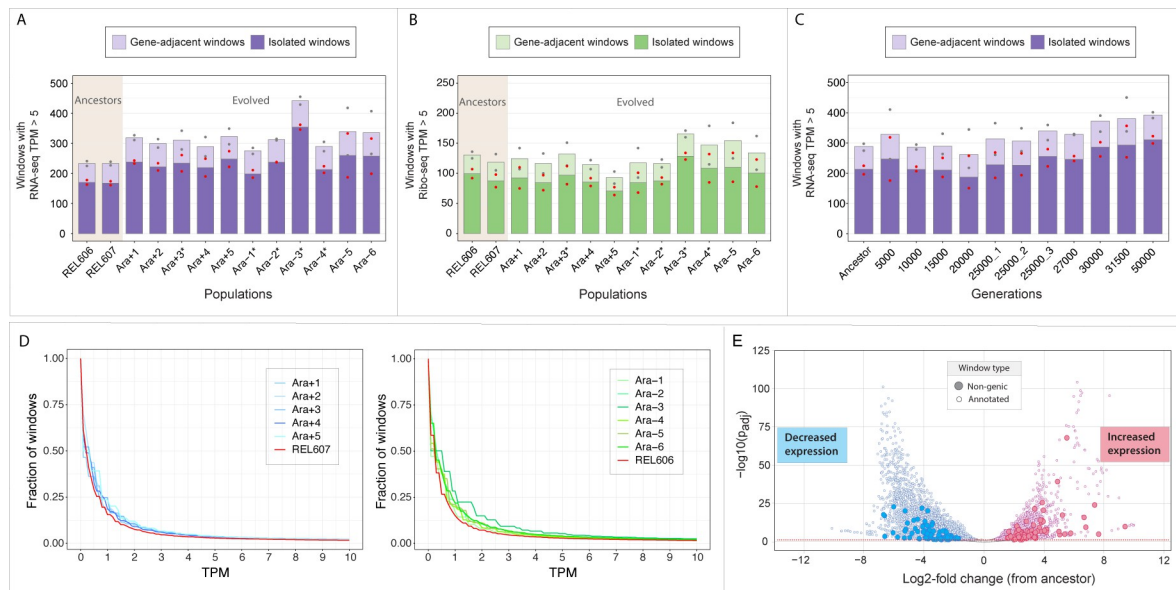 A
Gene-adjacent windows
Isolated windows
Windows with
RNA-seq TPM > 5
500
400
300
200
100
0
Ancestors
Evolved
REL606
REL607
Ara+1
Ara+2
Ara+3*
Ara+4
Ara+5
Ara−1*
Ara−2*
Ara−3*
Ara−4*
Ara−5
Ara−6
Populations
B
Gene-adjacent windows
Isolated windows
Windows with
Ribo-seq TPM > 5
250
200
150
100
50
0
Ancestors
Evolved
REL606
REL607
Ara+1
Ara+2
Ara+3*
Ara+4
Ara+5
Ara−1*
Ara−2*
Ara−3*
Ara−4*
Ara−5
Ara−6
Populations
C
Gene-adjacent windows
Isolated windows
Windows with
RNA-seq TPM > 5
500
400
300
200
100
0
Ancestor
5000
10000
15000
20000
25000_1
25000_2
25000_3
27000
30000
31500
50000
Generations
D
Fraction of windows
1.00
0.75
0.50
0.25
0.00
0 1 2 3 4 5 6 7 8 9 10
TPM
Ara+1
Ara+2
Ara+3
Ara+4
Ara+5
REL607
Fraction of windows
1.00
0.75
0.50
0.25
0.00
0 1 2 3 4 5 6 7 8 9 10
TPM
Ara−1
Ara−2
Ara−3
Ara−4
Ara−5
Ara−6
REL606
E
−log10(padj)
125
100
75
50
25
0
Window type
Non-genic
Annotated
Decreased
expression
Increased
expression
−12 −8 −4 0 4 8 12
Log2-fold change (from ancestor)